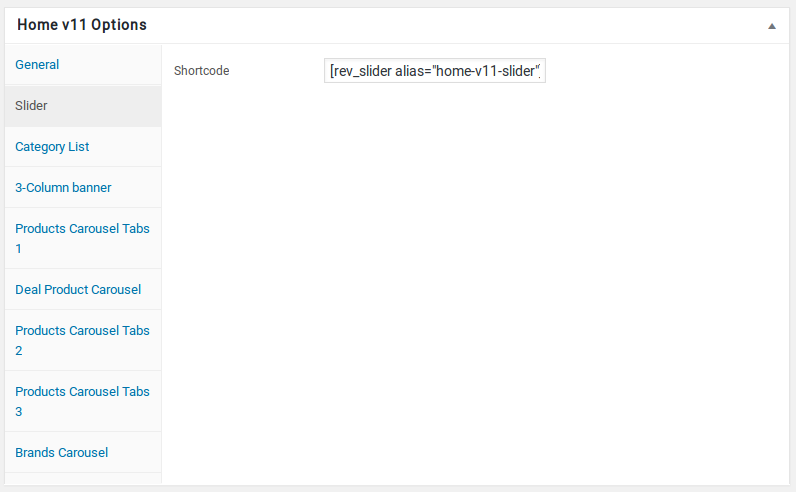 Home v11 Options
General
Shortcode
[rev_slider alias="home-v11-slider"
Slider
Category List
3-Column banner
Products Carousel Tabs
1
Deal Product Carousel
Products Carousel Tabs
2
Products Carousel Tabs
3
Brands Carousel